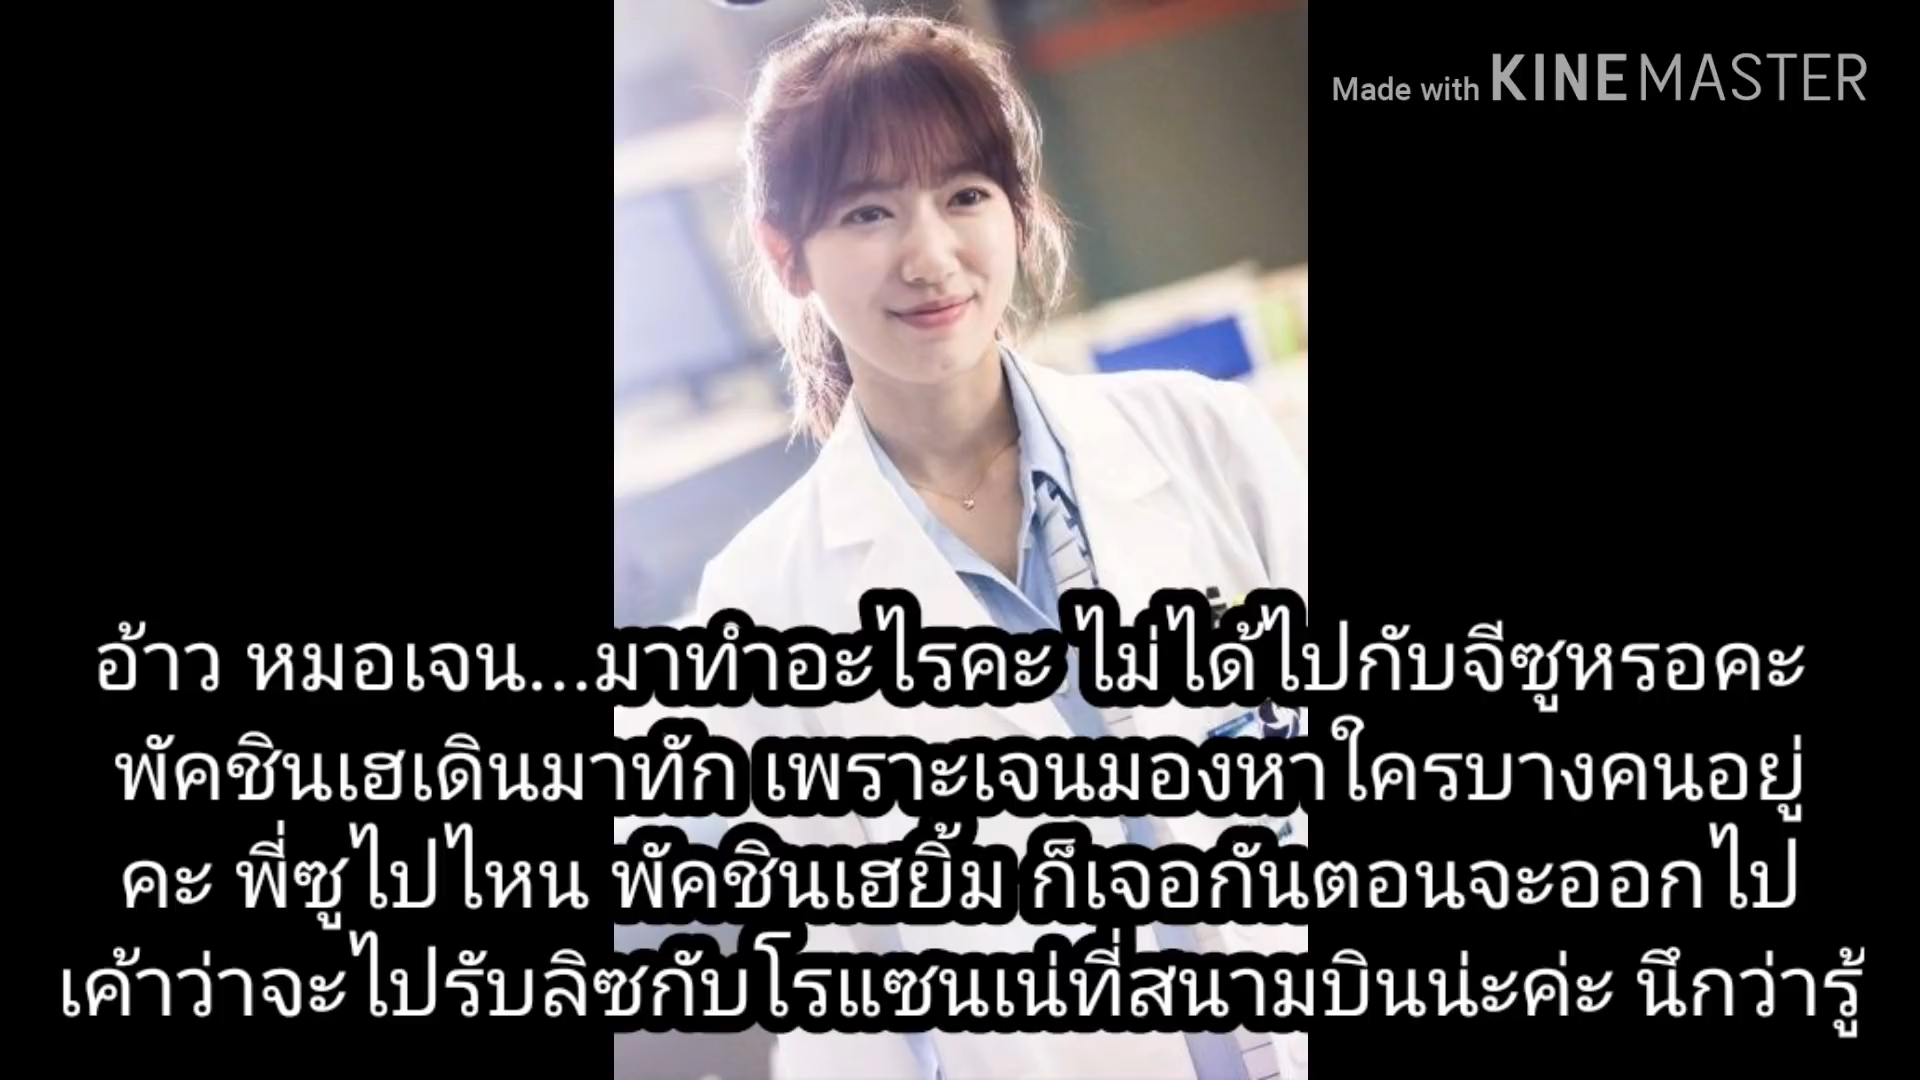 Made with KINEMASTER
อ้าว หมอเจน...มาทำอะไรคะ ไม่ได้ไปกับจีซูหรอคะ
พัคชินเฮเดินมาทัก เพราะเจนมองหาใครบางคนอยู่
คะ พี่ซูไปไหน พัคชินเฮยิ้ม ก็เจอกันตอนจะออกไป
เค้าว่าจะไปรับลิซกับโรแซนเน่ที่สนามบินน่ะค่ะ นึกว่ารู้